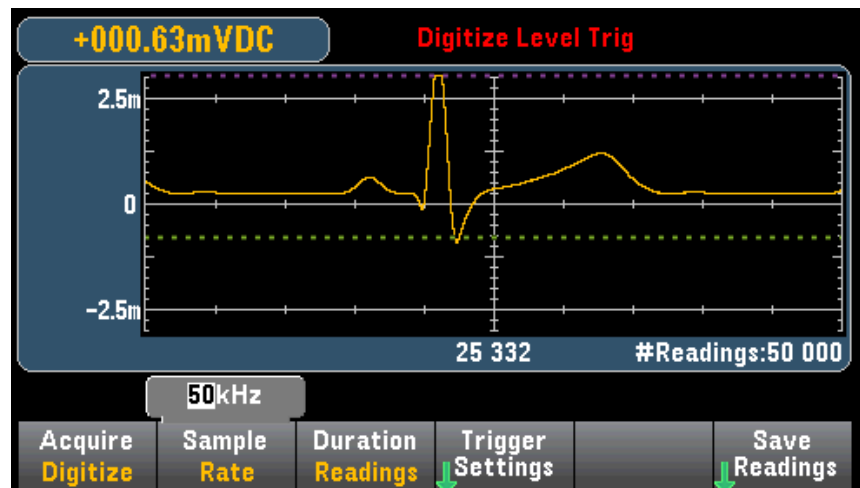 +000.63mVDC
Digitize Level Trig
2.5m
0
-2.5m
25 332
#Readings:50 000
50kHz
Acquire
Digitize
Sample
Rate
Duration
Readings
Trigger
Settings
Save
Readings